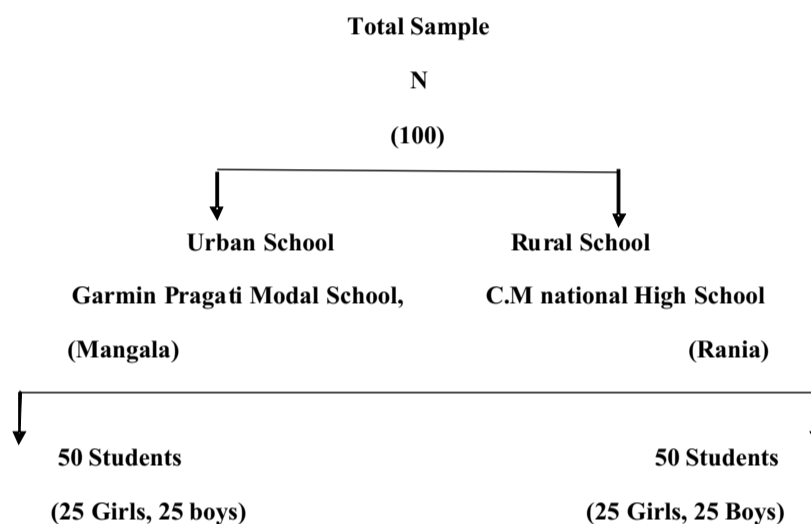 Total Sample
N
(100)
Urban School Rural School
Garmin Pragati Modal School, C.M national High School
(Mangala) (Rania)
50 Students 50 Students
(25 Girls, 25 boys) (25 Girls, 25 Boys)